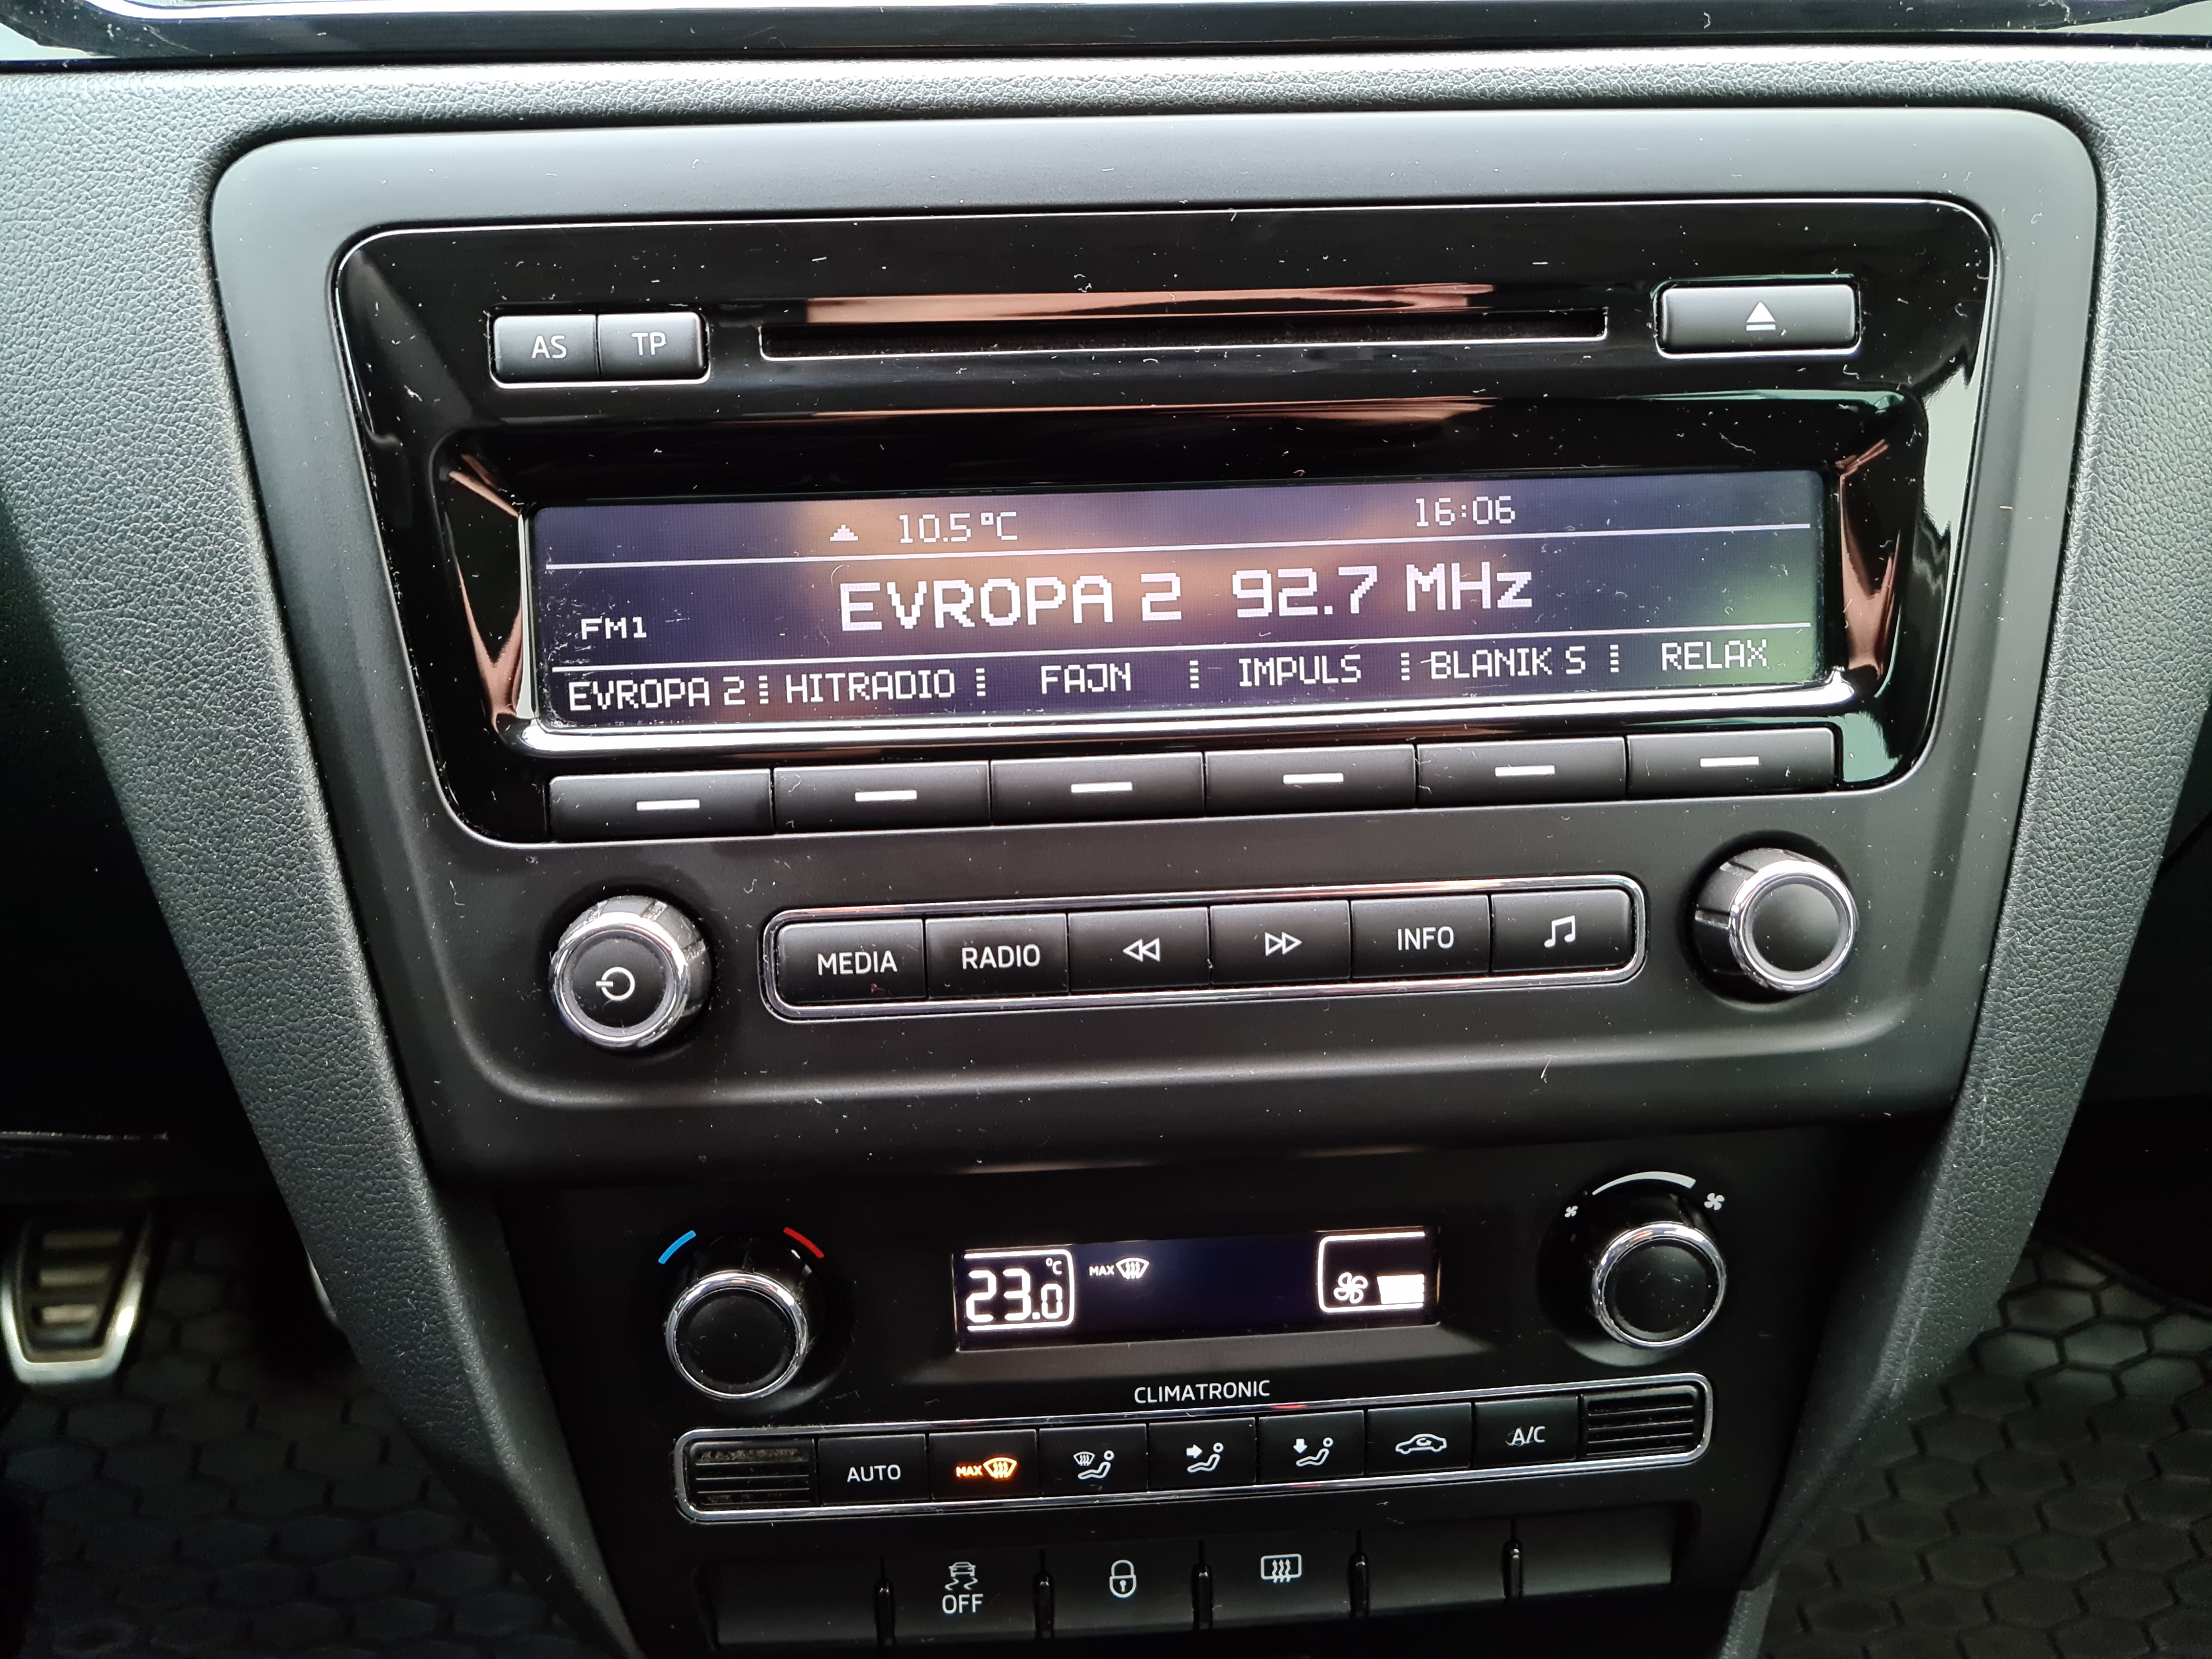 AS TP
10.5°C 16:06
FM1 EVROPA 2 92.7 MHz
EVROPA 2 HITRADIO FAJN IMPULS BLANIK S RELAX
MEDIA RADIO INFO
23.0 °C MAX
CLIMATRONIC
AUTO MAX A/C
OFF